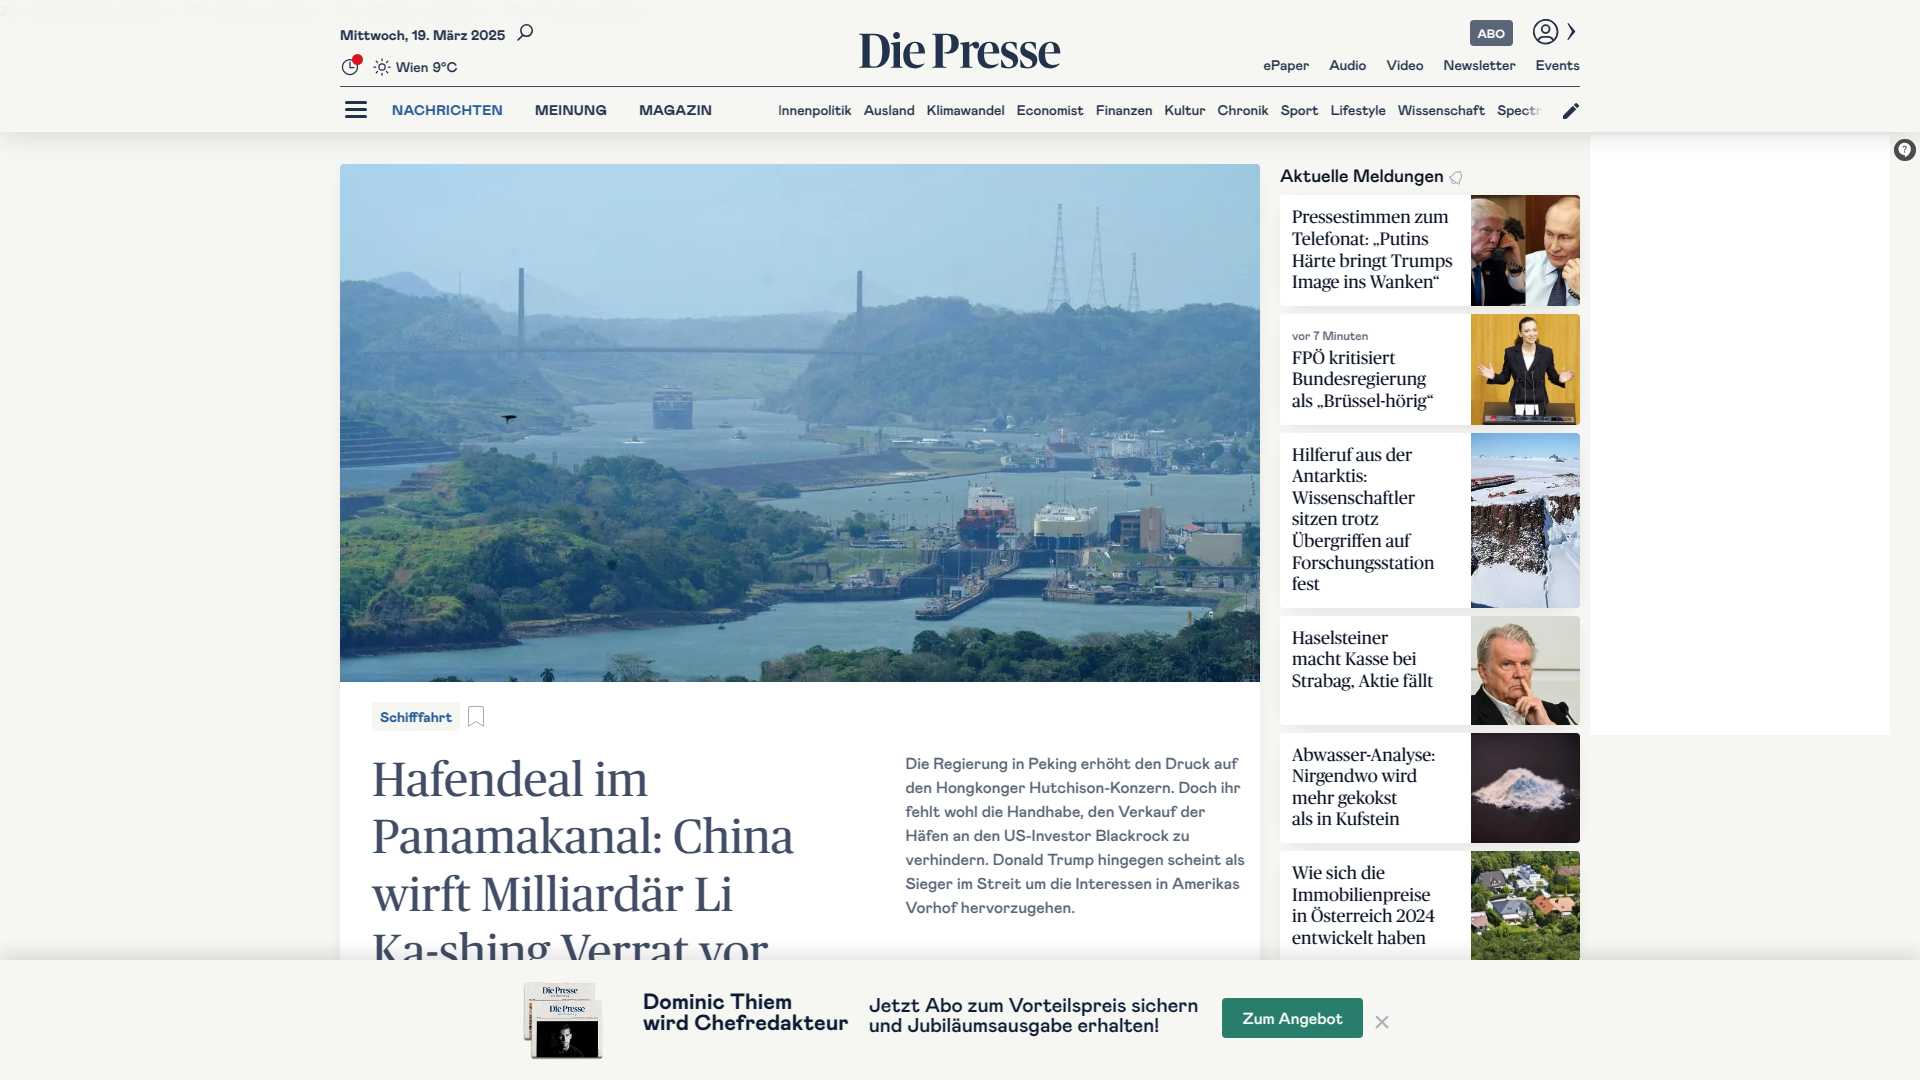 Mittwoch, 19. März 2025
Wien 9°C
Die Presse
ABO
ePaper Audio Video Newsletter Events
NACHRICHTEN MEINUNG MAGAZIN Innenpolitik Ausland Klimawandel Economist Finanzen Kultur Chronik Sport Lifestyle Wissenschaft Spectr
Schifffahrt
Hafendeal im
Panamakanal: China
wirft Milliardär Li
Ka-shing Verrat vor
Die Regierung in Peking erhöht den Druck auf
den Hongkonger Hutchison-Konzern. Doch ihr
fehlt wohl die Handhabe, den Verkauf der
Häfen an den US-Investor Blackrock zu
verhindern. Donald Trump hingegen scheint als
Sieger im Streit um die Interessen in Amerikas
Vorhof hervorzugehen.
Aktuelle Meldungen
Pressestimmen zum
Telefonat: „Putins
Härte bringt Trumps
Image ins Wanken“
vor 7 Minuten
FPÖ kritisiert
Bundesregierung
als „Brüssel-hörig“
Hilferuf aus der
Antarktis:
Wissenschaftler
sitzen trotz
Übergriffen auf
Forschungsstation
fest
Haselsteiner
macht Kasse bei
Strabag, Aktie fällt
Abwasser-Analyse:
Nirgendwo wird
mehr gekokst
als in Kufstein
Wie sich die
Immobilienpreise
in Österreich 2024
entwickelt haben
Die Presse
Die Presse
Dominic Thiem
wird Chefredakteur
Jetzt Abo zum Vorteilspreis sichern
und Jubiläumsausgabe erhalten!
Zum Angebot